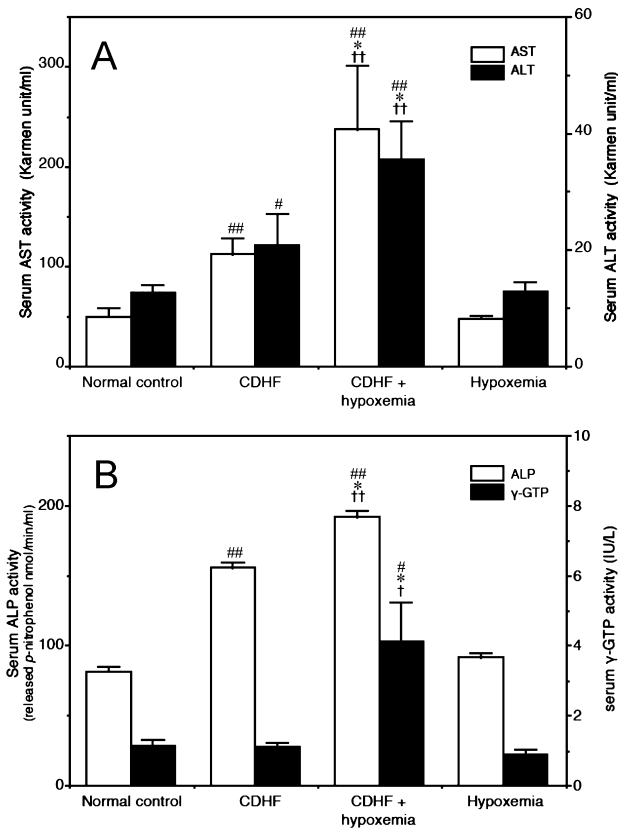 A
AST
ALT
Serum AST activity (Karmen unit/ml)
Serum ALT activity (Karmen unit/ml)
300
200
100
0
60
40
20
0
##
#
##
*
††
##
*
††
Normal control
CDHF
CDHF +
hypoxemia
Hypoxemia
B
ALP
γ-GTP
Serum ALP activity
(released p-nitrophenol nmol/min/ml)
serum γ-GTP activity (IU/L)
200
100
0
10
8
6
4
2
0
##
##
*
††
#
*
†
Normal control
CDHF
CDHF +
hypoxemia
Hypoxemia